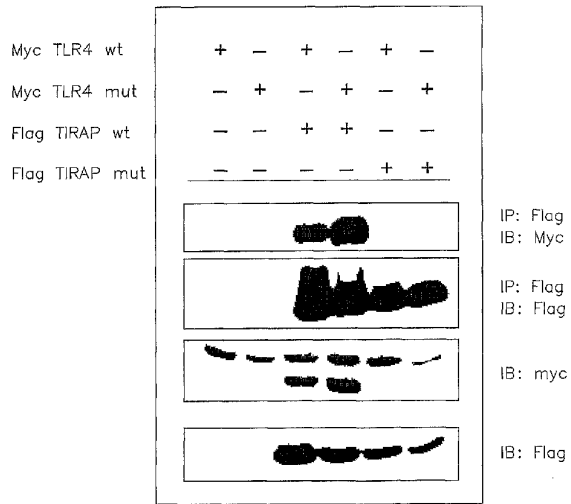 Myc TLR4 wt + − + − + −
Myc TLR4 mut − + − + − +
Flag TIRAP wt − − + + − −
Flag TIRAP mut − − − − + +
IP: Flag
IB: Myc
IP: Flag
IB: Flag
IB: myc
IB: Flag